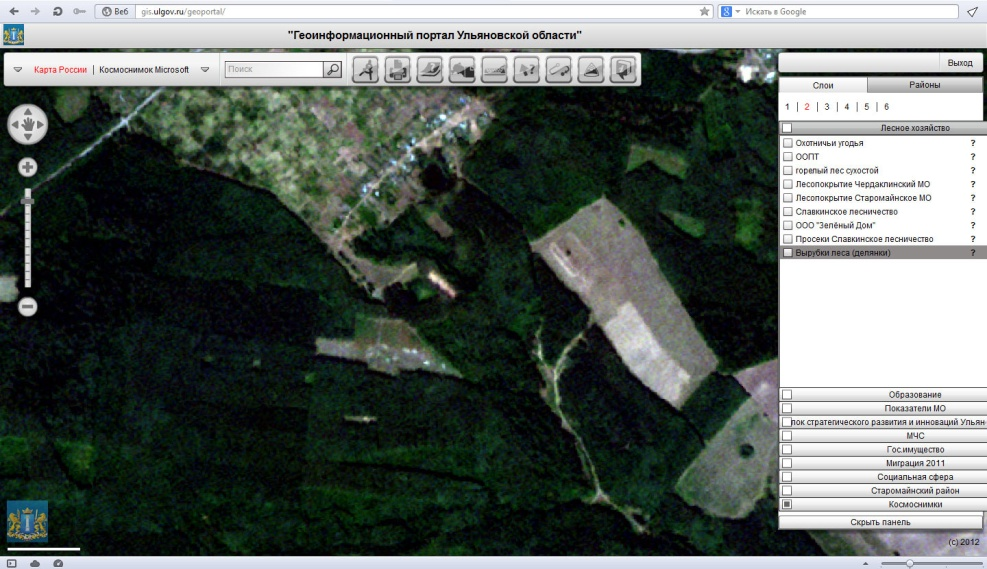 Веб gis.ulgov.ru/geoportal/ Искать в Google
"Геоинформационный портал Ульяновской области"
Карта России | Космоснимок Microsoft Поиск
Выход
Слои Районы
1 | 2 | 3 | 4 | 5 | 6
Лесное хозяйство
Охотничьи угодья ?
ООПТ ?
горелый лес сухостой ?
Лесопокрытие Чердаклинский МО ?
Лесопокрытие Старомайнское МО ?
Славкинское лесничество ?
ООО "Зелёный Дом" ?
Просеки Славкинское лесничество ?
Вырубки леса (делянки) ?
Образование
Показатели МО
лок стратегического развития и инноваций Ульян
МЧС
Гос.имущество
Миграция 2011
Социальная сфера
Старомайнский район
Космоснимки
Скрыть панель
(c) 2012